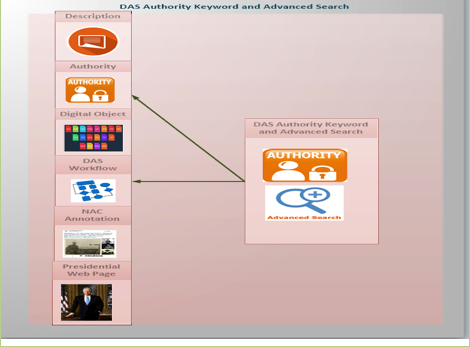 DAS Authority Keyword and Advanced Search
Description
Authority
AUTHORITY
Digital Object
DAS
Workflow
NAC
Annotation
Presidential
Web Page
DAS Authority Keyword
and Advanced Search
AUTHORITY
Advanced Search